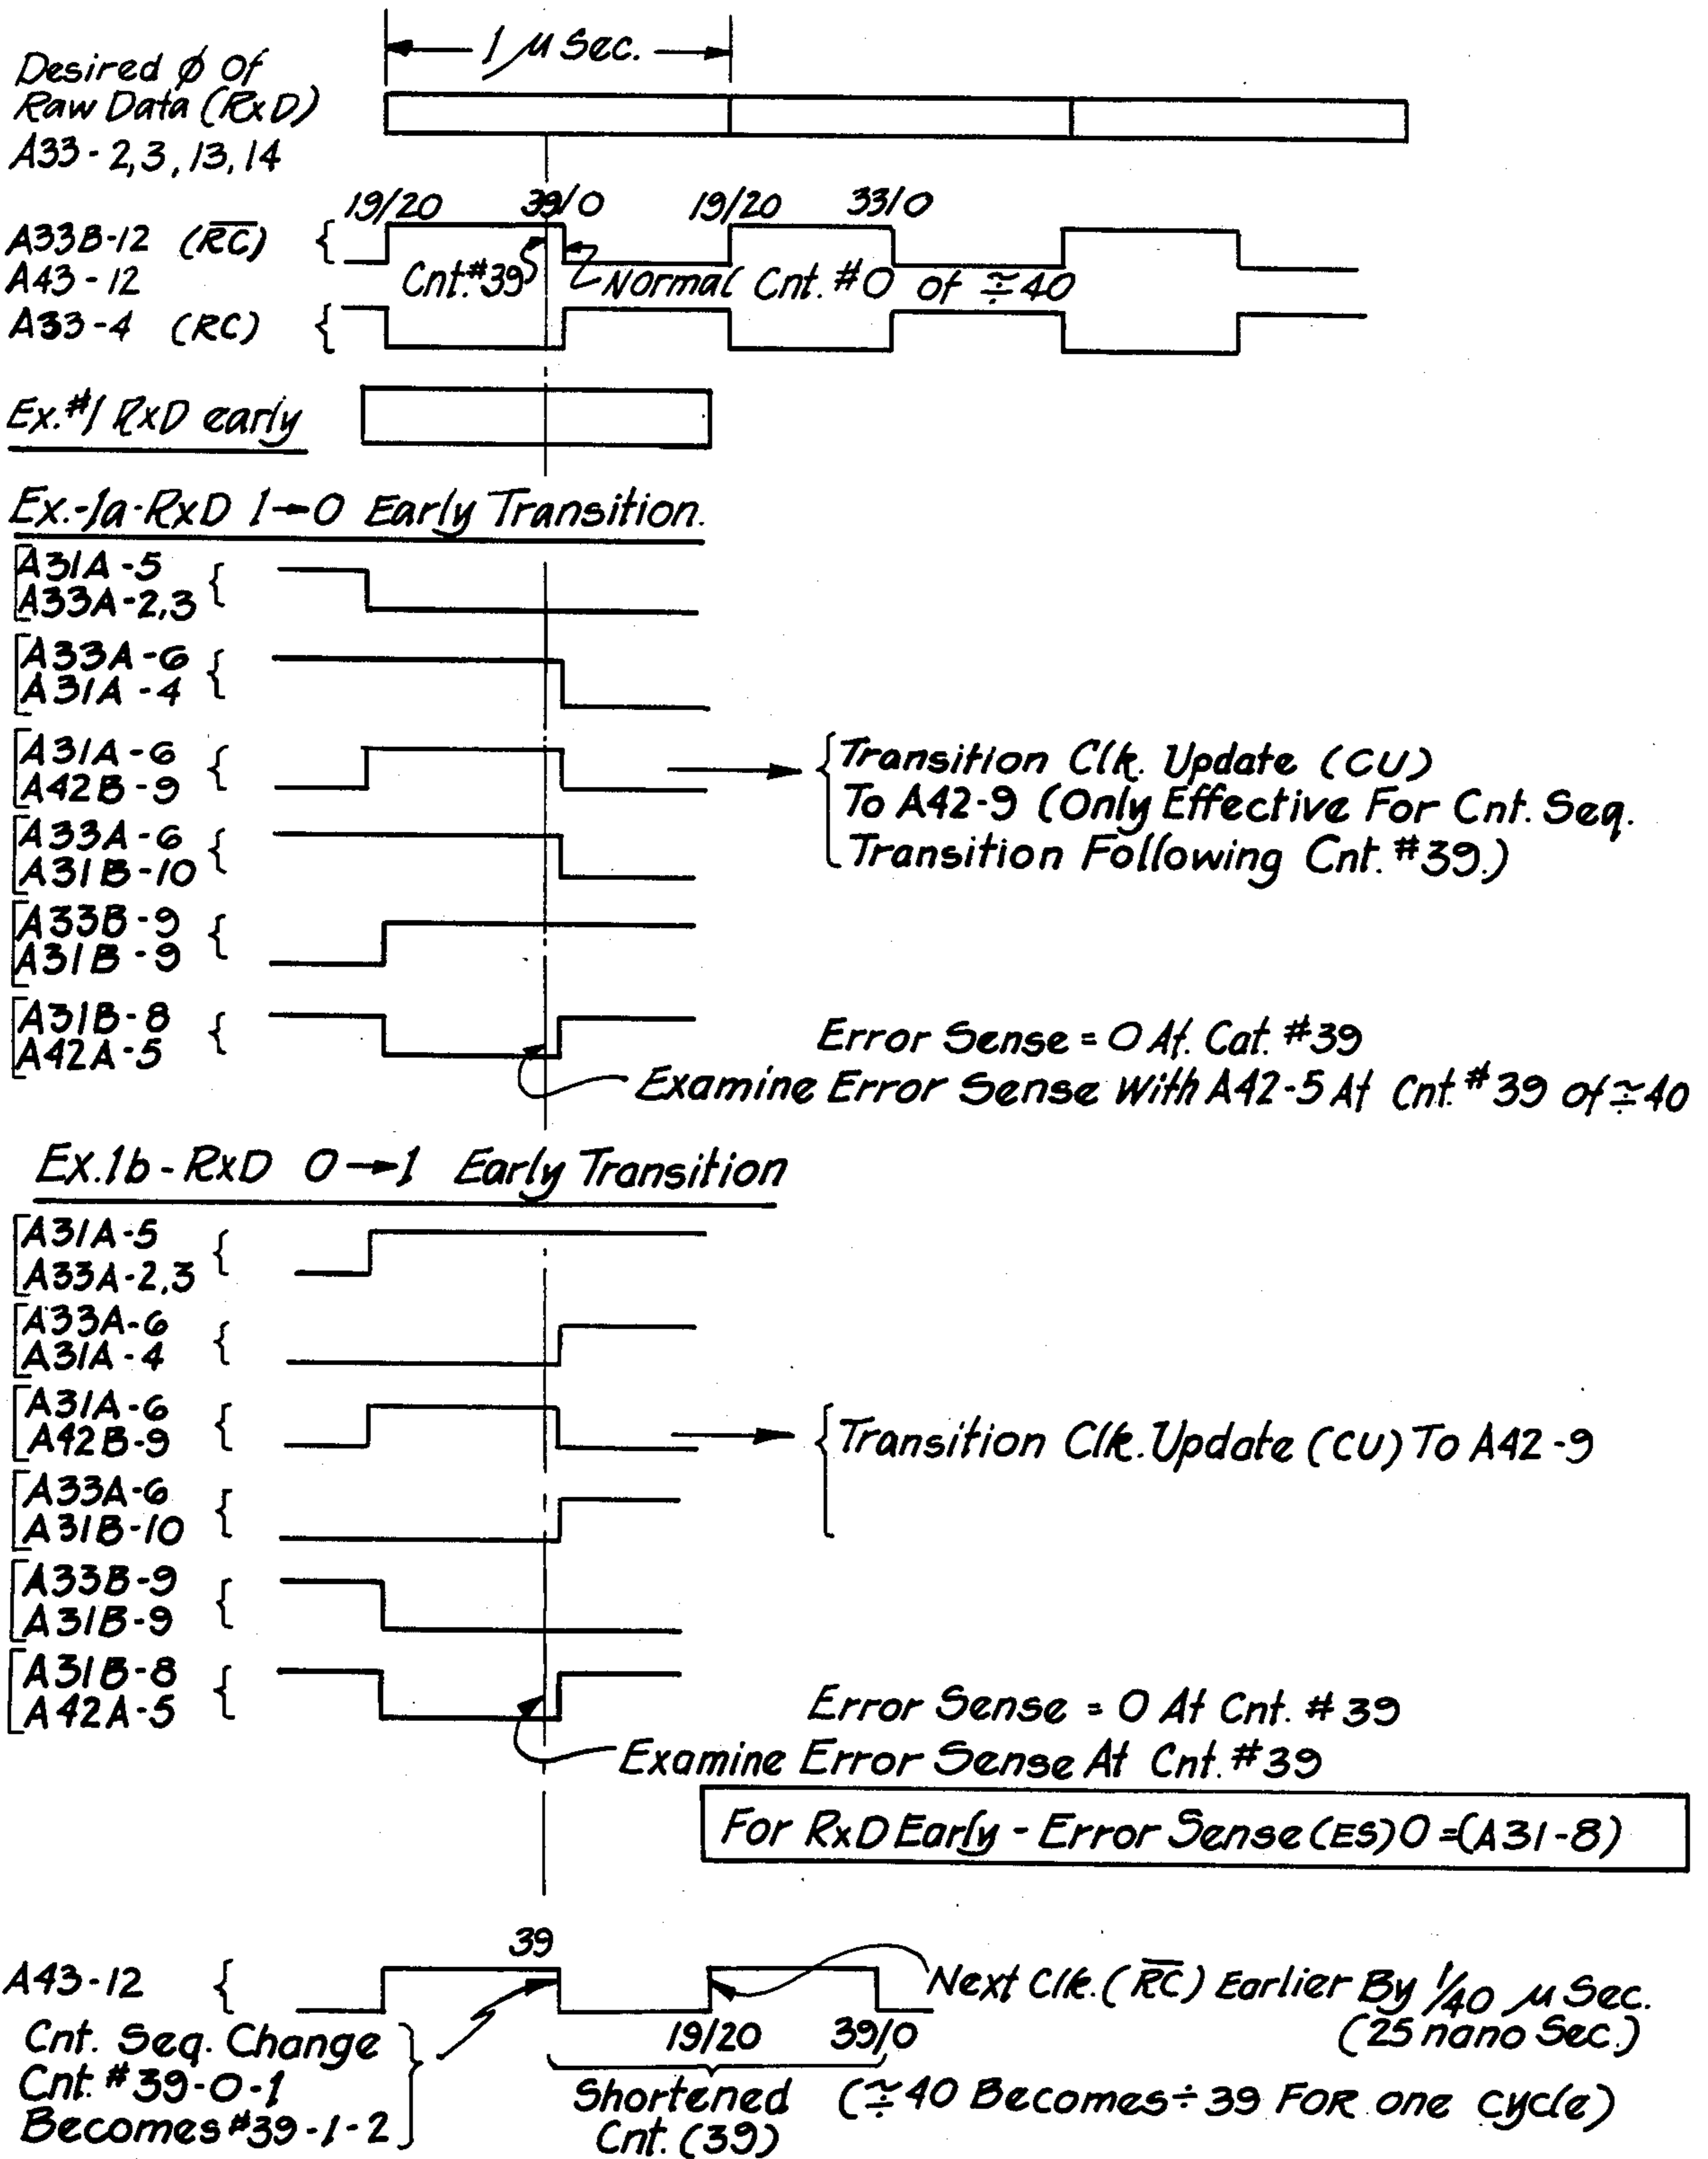 1 μ Sec.
Desired ϕ Of
Raw Data (RxD)
A33-2,3,13,14
19/20 39/0 19/20 33/0
A33B-12 (R̅C̅)
A43-12
Cnt.#39 Normal Cnt. #0 of ≂÷40
A33-4 (RC)
Ex.#1 RxD early
Ex.-1a-RxD 1→0 Early Transition.
A31A-5
A33A-2,3
A33A-6
A31A-4
A31A-6
A42B-9
Transition Clk. Update (CU)
To A42-9 (Only Effective For Cnt. Seq.
Transition Following Cnt.#39.)
A33A-6
A31B-10
A33B-9
A31B-9
A31B-8
A42A-5
Error Sense = 0 At. Cat. #39
Examine Error Sense With A42-5 At Cnt.#39 of ≂÷40
Ex.1b-RxD 0→1 Early Transition
A31A-5
A33A-2,3
A33A-6
A31A-4
A31A-6
A42B-9
Transition Clk. Update (CU) To A42-9
A33A-6
A31B-10
A33B-9
A31B-9
A31B-8
A42A-5
Error Sense = 0 At Cnt. #39
Examine Error Sense At Cnt.#39
For RxD Early - Error Sense (ES) 0 =(A31-8)
39
A43-12
Next Clk. (R̅C̅) Earlier By 1/40 μ Sec.
(25 nano Sec.)
19/20 39/0
Cnt. Seq. Change
Cnt.#39-0-1
Becomes #39-1-2
Shortened (≂÷40 Becomes ÷39 FOR one cycle)
Cnt. (39)